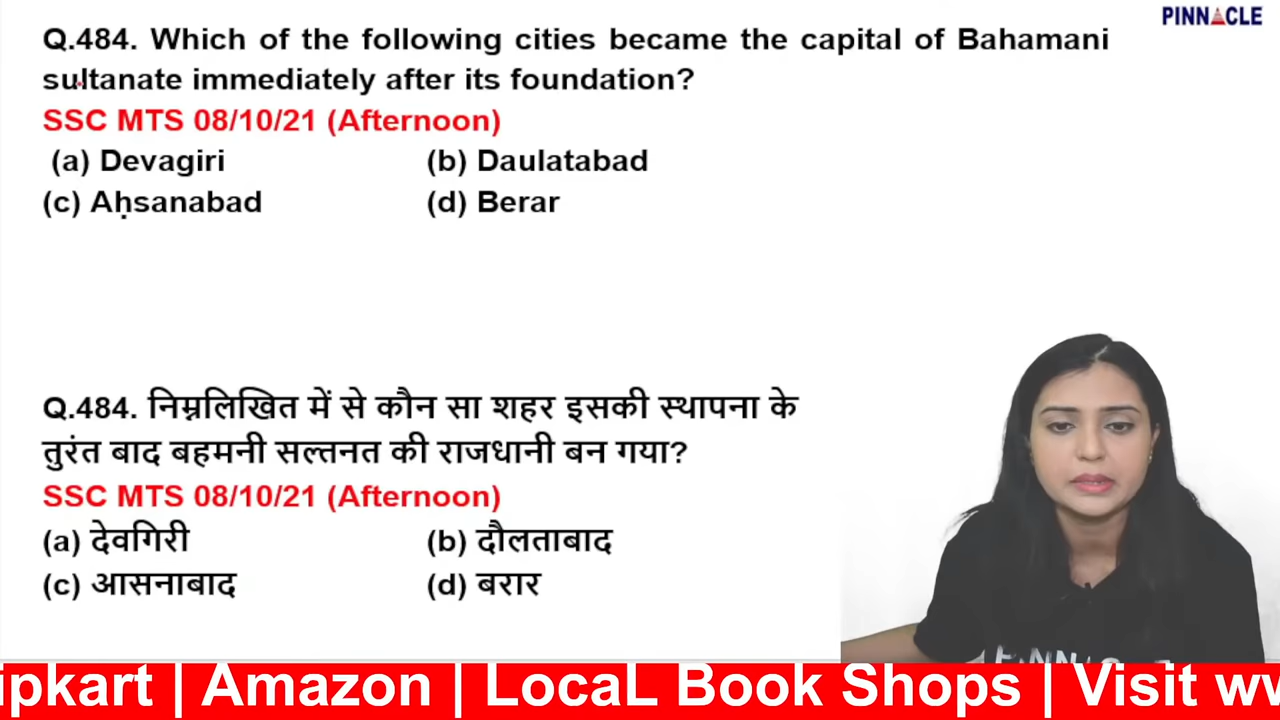 PINNACLE
Q.484. Which of the following cities became the capital of Bahamani
sultanate immediately after its foundation?
SSC MTS 08/10/21 (Afternoon)
(a) Devagiri (b) Daulatabad
(c) Aḥsanabad (d) Berar
Q.484. निम्नलिखित में से कौन सा शहर इसकी स्थापना के
तुरंत बाद बहमनी सल्तनत की राजधानी बन गया?
SSC MTS 08/10/21 (Afternoon)
(a) देवगिरी (b) दौलताबाद
(c) आसनाबाद (d) बरार
ipkart | Amazon | LocaL Book Shops | Visit